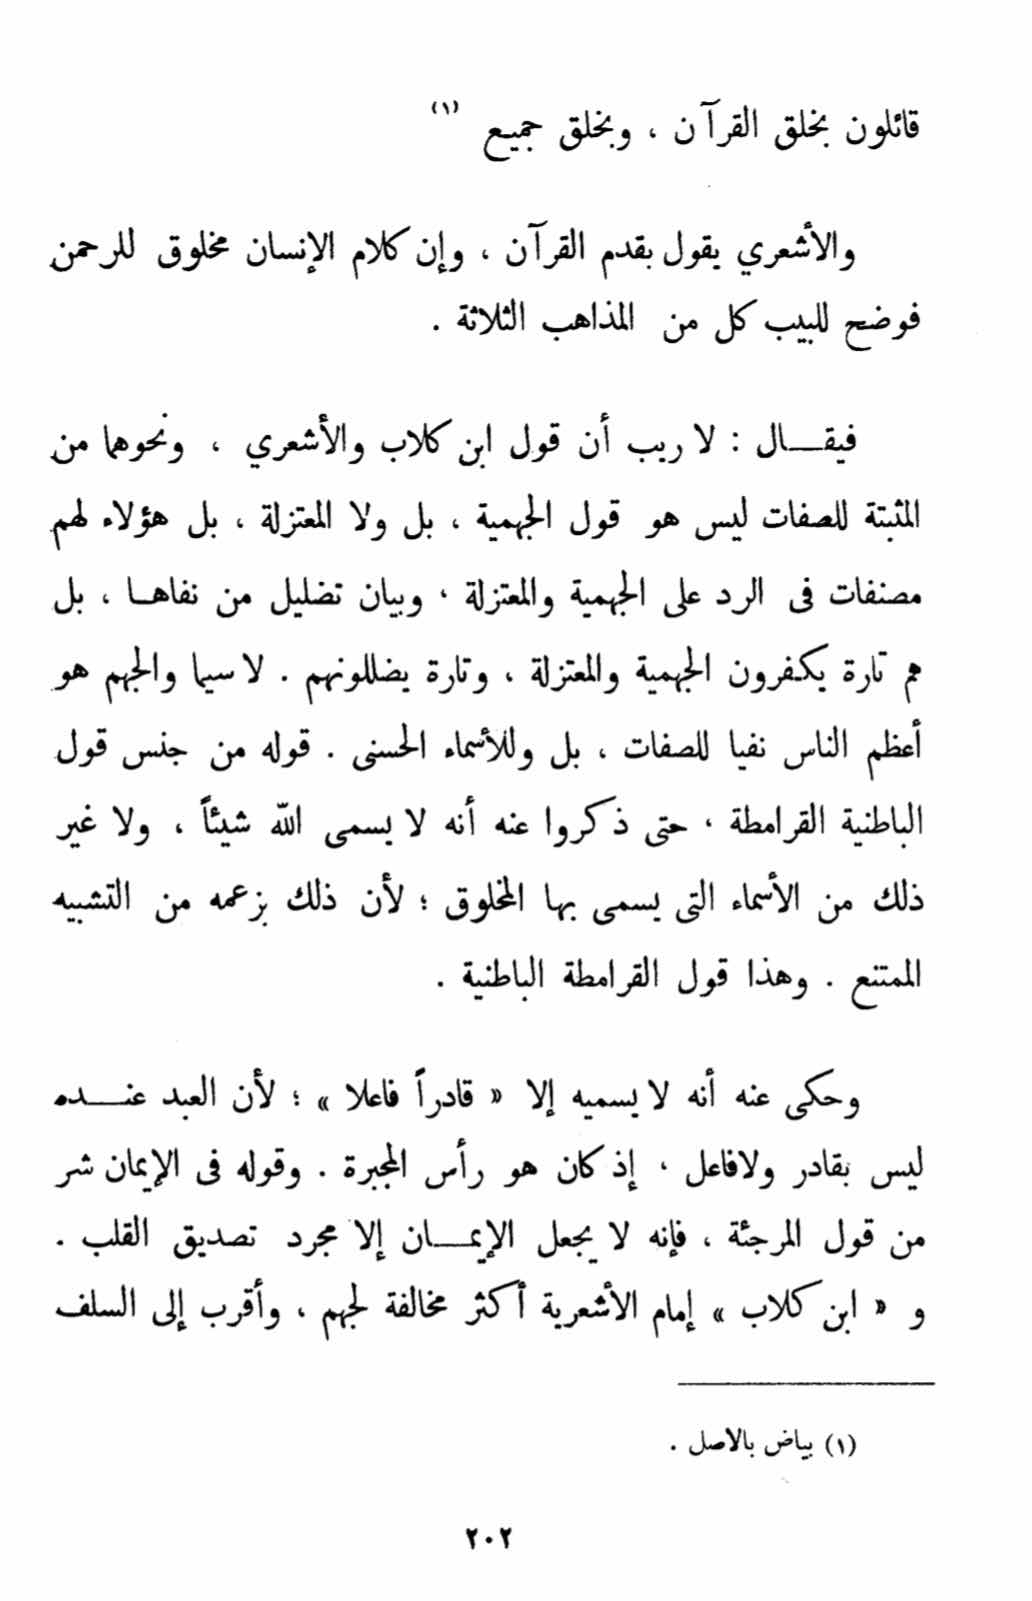 قائلون بخلق القرآن ، وبخلق جميع (١)
والأشعري يقول بقدم القرآن ، وإن كلام الإنسان مخلوق للرحمن
فوضح للبيب كل من المذاهب الثلاثة .
فيقـــال : لا ريب أن قول ابن كلاب والأشعري ، ونحوهما من
المثبتة للصفات ليس هو قول الجهمية ، بل ولا المعتزلة ، بل هؤلاء لهم
مصنفات فى الرد على الجهمية والمعتزلة ، وبيان تضليل من نفاهـا ، بل
هم تارة يكفرون الجهمية والمعتزلة ، وتارة يضللونهم . لا سيما والجهم هو
أعظم الناس نفيا للصفات ، بل وللأسماء الحسنى . قوله من جنس قول
الباطنية القرامطة ، حتى ذكروا عنه أنه لا يسمى الله شيئاً ، ولا غير
ذلك من الأسماء التى يسمى بها المخلوق ؛ لأن ذلك بزعمه من التشبيه
الممتنع . وهذا قول القرامطة الباطنية .
وحكى عنه أنه لا يسميه إلا « قادراً فاعلا » ؛ لأن العبد عنـــده
ليس بقادر ولافاعل ، إذ كان هو رأس المجبرة . وقوله فى الإيمان شر
من قول المرجئة ، فإنه لا يجعل الإيمـــان إلا مجرد تصديق القلب .
و « ابن كلاب » إمام الأشعرية أكثر مخالفة لجهم ، وأقرب إلى السلف
(١) بياض بالاصل .
٢٠٢